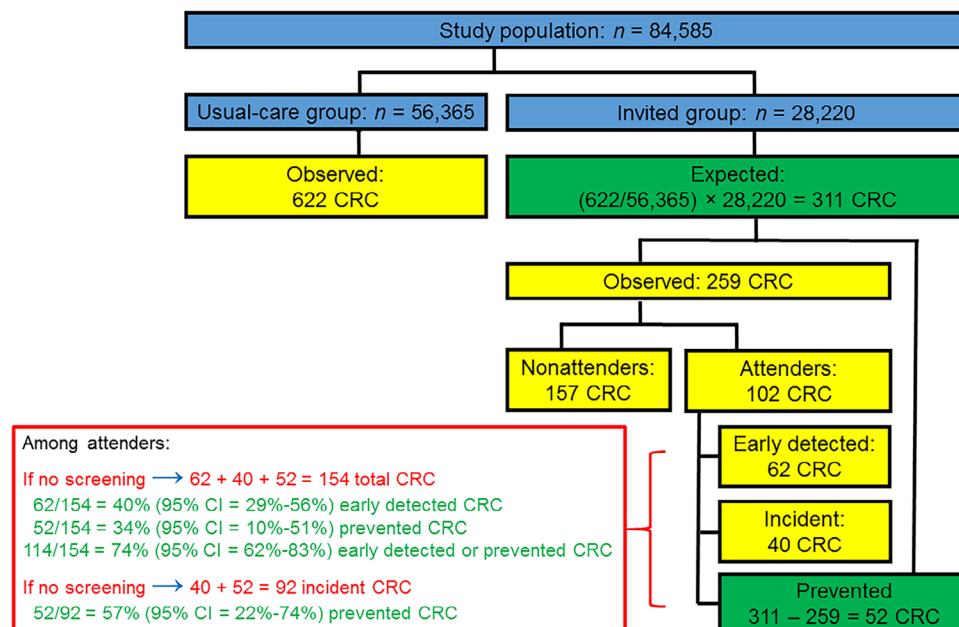 Study population: n = 84,585
Usual-care group: n = 56,365
Invited group: n = 28,220
Observed:
622 CRC
Expected:
(622/56,365) × 28,220 = 311 CRC
Observed: 259 CRC
Nonattenders:
157 CRC
Attenders:
102 CRC
Early detected:
62 CRC
Incident:
40 CRC
Prevented
311 – 259 = 52 CRC
Among attenders:
If no screening → 62 + 40 + 52 = 154 total CRC
62/154 = 40% (95% CI = 29%-56%) early detected CRC
52/154 = 34% (95% CI = 10%-51%) prevented CRC
114/154 = 74% (95% CI = 62%-83%) early detected or prevented CRC
If no screening → 40 + 52 = 92 incident CRC
52/92 = 57% (95% CI = 22%-74%) prevented CRC